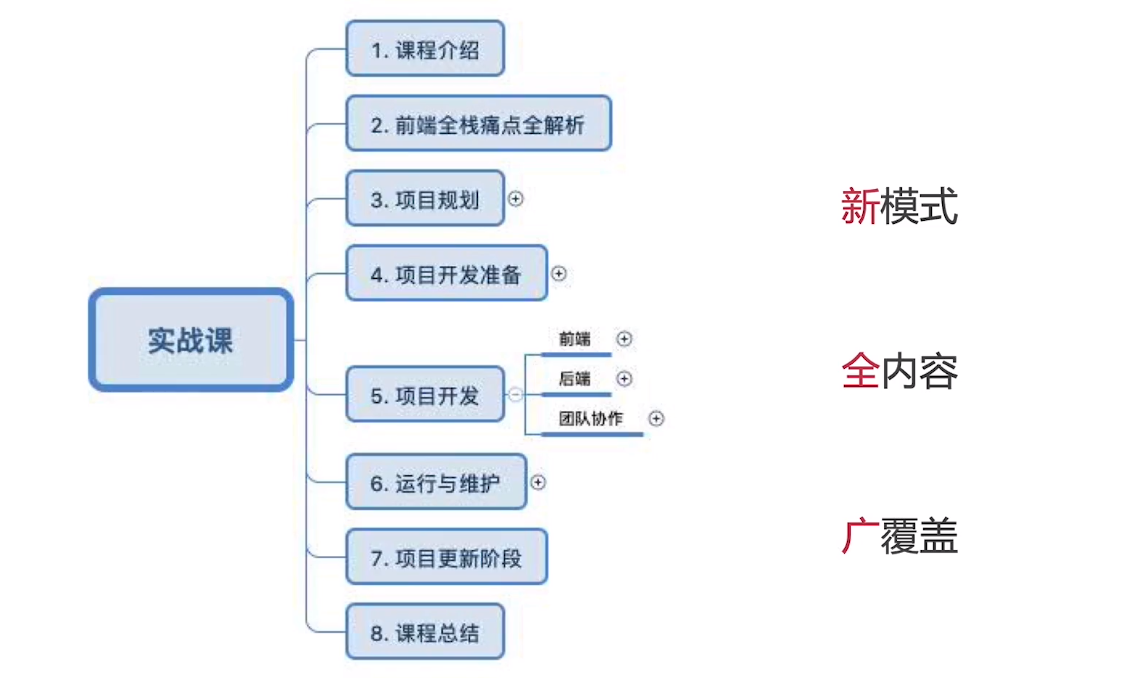 实战课
1. 课程介绍
2. 前端全栈痛点全解析
3. 项目规划
4. 项目开发准备
5. 项目开发
前端
后端
团队协作
6. 运行与维护
7. 项目更新阶段
8. 课程总结
新模式
全内容
广覆盖